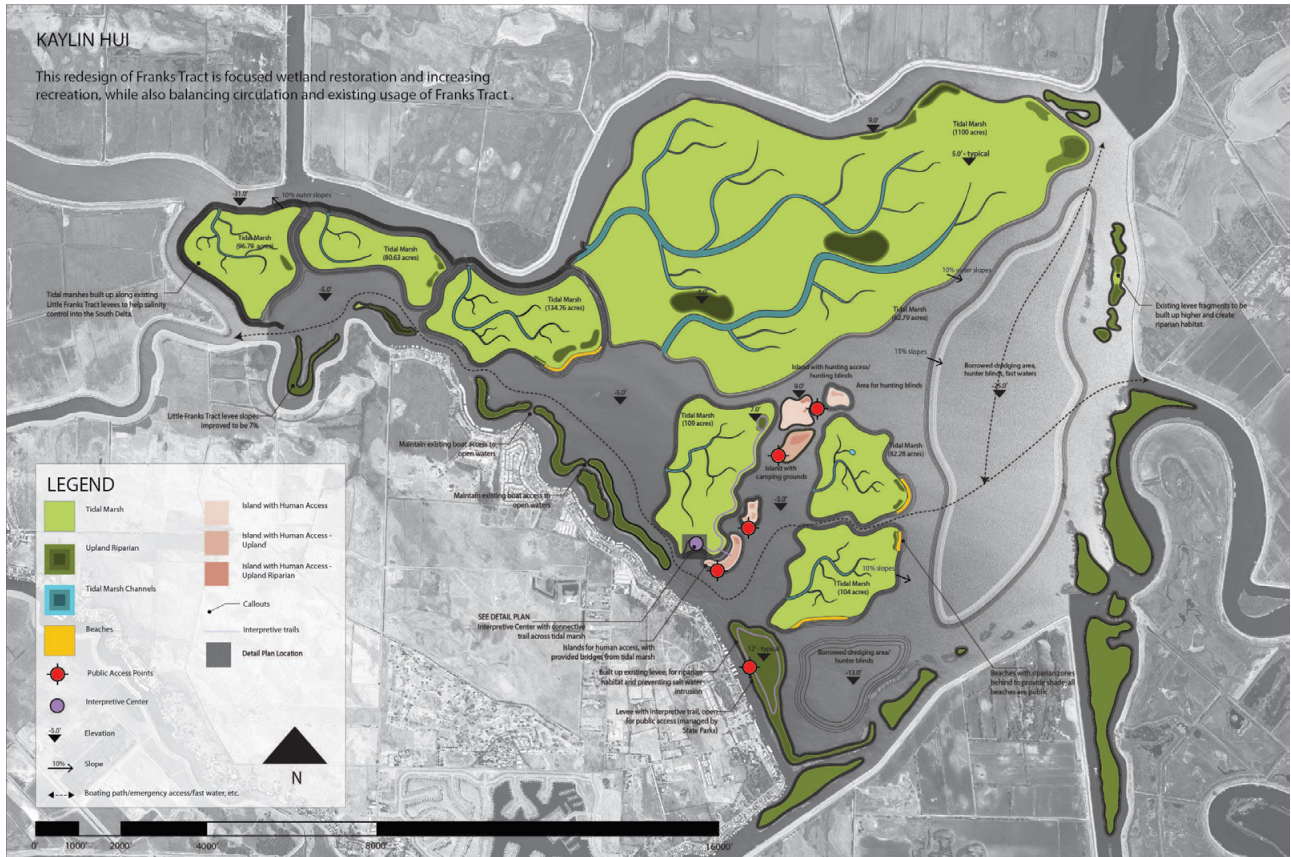 KAYLIN HUI
This redesign of Franks Tract is focused wetland restoration and increasing
recreation, while also balancing circulation and existing usage of Franks Tract .
9.0'
Tidal Marsh
(1100 acres)
5.0' - typical
-31.0'
10% outer slopes
Tidal Marsh
(96.79 acres)
Tidal Marsh
(80.63 acres)
Tidal marshes built up along existing
Little Franks Tract levees to help salinity
control into the South Delta.
-5.0'
Tidal Marsh
(134.76 acres)
10% outer slopes
Existing levee fragments to be
built up higher and create
riparian habitat.
15% slopes
Island with hunting access/
hunting blinds
Borrowed dredging area,
hunter blinds, fast waters
9.0'
Area for hunting blinds
-5.0'
Little Franks Tract levee slopes
improved to be 7%
Tidal Marsh
(109 acres)
7.0'
Maintain existing boat access to
open waters
Tidal Marsh
(82.28 acres)
Island with
camping grounds
Maintain existing boat access to
open waters
-5.0'
10% slopes
Tidal Marsh
(104 acres)
SEE DETAIL PLAN
Interpretive Center with connective
trail across tidal marsh
Islands for human access, with
provided bridges from tidal marsh
12' - typical
Borrowed dredging area/
hunter blinds
-13.0'
Built up existing levee, for riparian
habitat and preventing salt water
intrusion
Beaches with riparian zones
behind to provide shade; all
beaches are public
Levee with interpretive trail, open
for public access (managed by
State Parks)
LEGEND
Tidal Marsh
Upland Riparian
Tidal Marsh Channels
Beaches
Public Access Points
Interpretive Center
-5.0'
Elevation
10%
Slope
Boating path/emergency access/fast water, etc.
Island with Human Access
Island with Human Access -
Upland
Island with Human Access -
Upland Riparian
Callouts
Interpretive trails
Detail Plan Location
N
0'
1000'
2000'
4000'
8000'
16000'